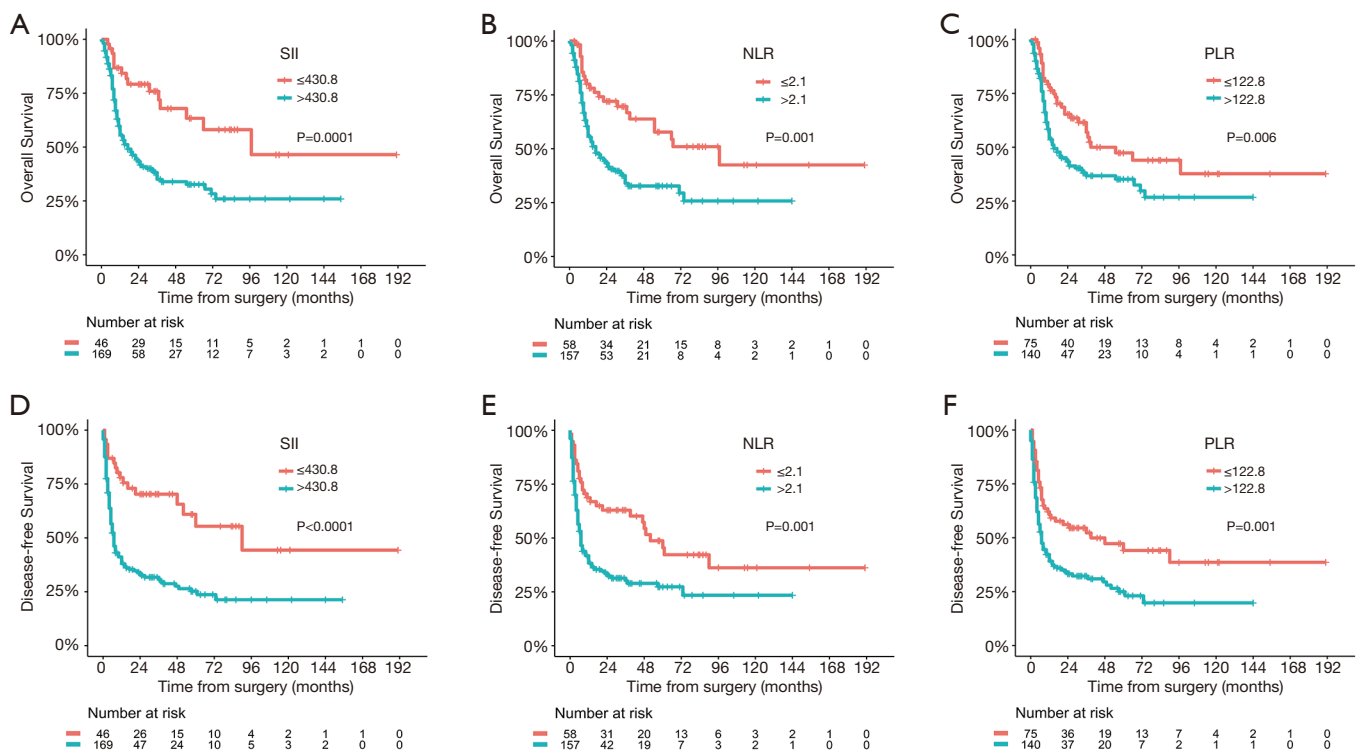 A
SII
≤430.8
>430.8
P=0.0001
Overall Survival
100%
75%
50%
25%
0%
0 24 48 72 96 120 144 168 192
Time from surgery (months)
Number at risk
46 29 15 11 5 2 1 1 0
169 58 27 12 7 3 2 0 0
B
NLR
≤2.1
>2.1
P=0.001
Overall Survival
100%
75%
50%
25%
0%
0 24 48 72 96 120 144 168 192
Time from surgery (months)
Number at risk
58 34 21 15 8 3 2 1 0
157 53 21 8 4 2 1 0 0
C
PLR
≤122.8
>122.8
P=0.006
Overall Survival
100%
75%
50%
25%
0%
0 24 48 72 96 120 144 168 192
Time from surgery (months)
Number at risk
75 40 19 13 8 4 2 1 0
140 47 23 10 4 1 1 0 0
D
SII
≤430.8
>430.8
P<0.0001
Disease-free Survival
100%
75%
50%
25%
0%
0 24 48 72 96 120 144 168 192
Time from surgery (months)
Number at risk
46 26 15 10 4 2 1 1 0
169 47 24 10 5 3 2 0 0
E
NLR
≤2.1
>2.1
P=0.001
Disease-free Survival
100%
75%
50%
25%
0%
0 24 48 72 96 120 144 168 192
Time from surgery (months)
Number at risk
58 31 20 13 6 3 2 1 0
157 42 19 7 3 2 1 0 0
F
PLR
≤122.8
>122.8
P=0.001
Disease-free Survival
100%
75%
50%
25%
0%
0 24 48 72 96 120 144 168 192
Time from surgery (months)
Number at risk
75 36 19 13 7 4 2 1 0
140 37 20 7 2 1 1 0 0